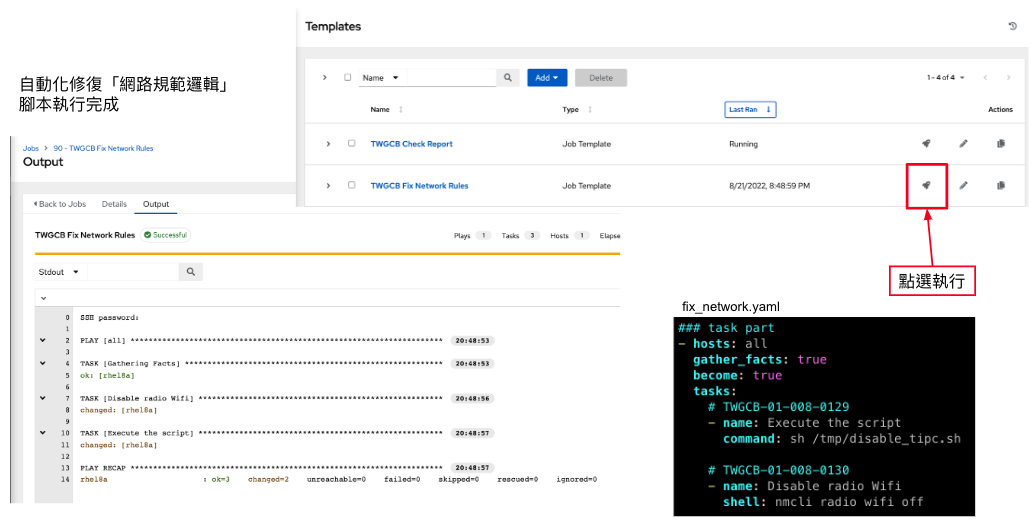 自動化修復「網路規範邏輯」
腳本執行完成
Templates
Name
Add
Delete
1 - 4 of 4
Name
Type
Last Ran
Actions
TWGCB Check Report
Job Template
Running
TWGCB Fix Network Rules
Job Template
8/21/2022, 8:48:59 PM
點選執行
Jobs > 90 - TWGCB Fix Network Rules
Output
Back to Jobs
Details
Output
TWGCB Fix Network Rules
Successful
Plays 1
Tasks 3
Hosts 1
Elapse
Stdout
0 SSH password:
1
2 PLAY [all] ******************************************************************** 20:48:53
3
4 TASK [Gathering Facts] ******************************************************** 20:48:53
5 ok: [rhel8a]
6
7 TASK [Disable radio Wifi] ***************************************************** 20:48:56
8 changed: [rhel8a]
9
10 TASK [Execute the script] ***************************************************** 20:48:57
11 changed: [rhel8a]
12
13 PLAY RECAP ******************************************************************** 20:48:57
14 rhel8a : ok=3 changed=2 unreachable=0 failed=0 skipped=0 rescued=0 ignored=0
fix_network.yaml
### task part
- hosts: all
gather_facts: true
become: true
tasks:
# TWGCB-01-008-0129
- name: Execute the script
command: sh /tmp/disable_tipc.sh
# TWGCB-01-008-0130
- name: Disable radio Wifi
shell: nmcli radio wifi off